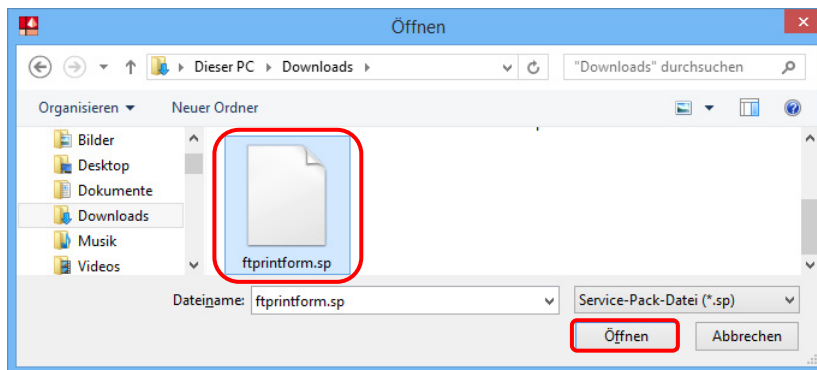 Öffnen
Dieser PC Downloads "Downloads" durchsuchen
Organisieren Neuer Ordner
Bilder
Desktop
Dokumente
Downloads
Musik
Videos
ftprintform.sp
Dateiname: ftprintform.sp Service-Pack-Datei (*.sp)
Öffnen Abbrechen